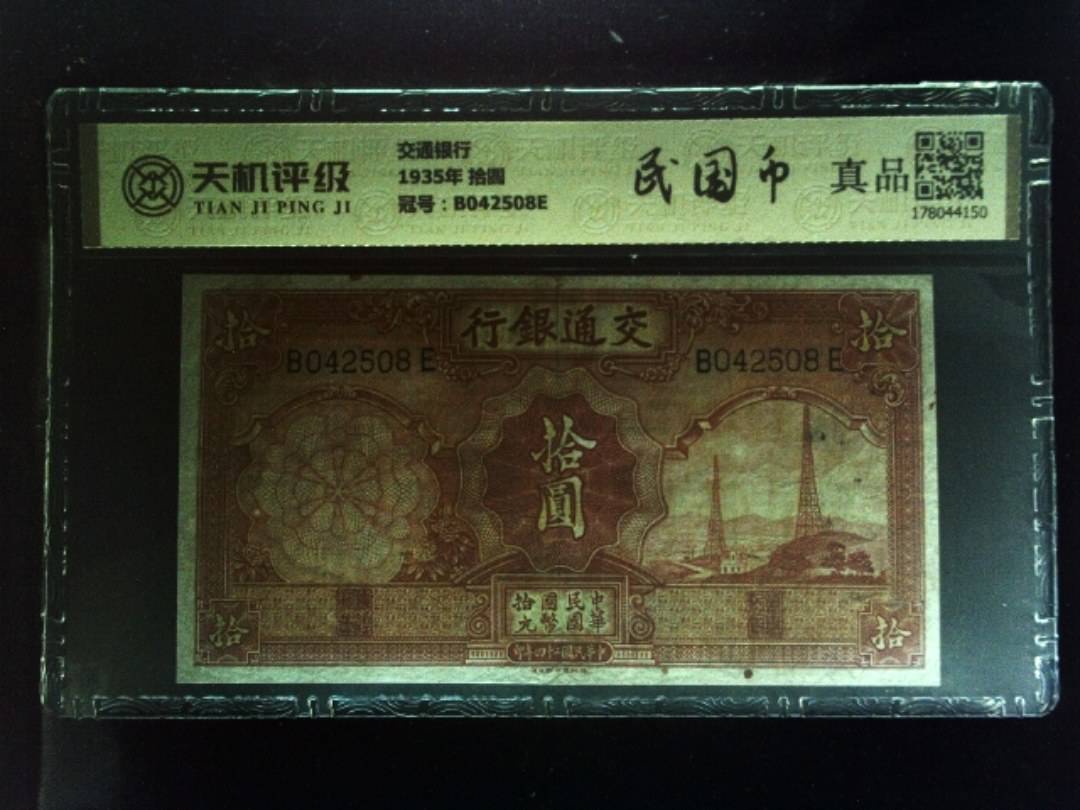 天机评级
TIAN JI PING JI
交通银行
1935年 拾圓
冠号：B042508E
民国币 真品
178044150
行銀通交
拾 拾
B042508 E B042508 E
拾圓
中華民國國幣拾元
拾 拾